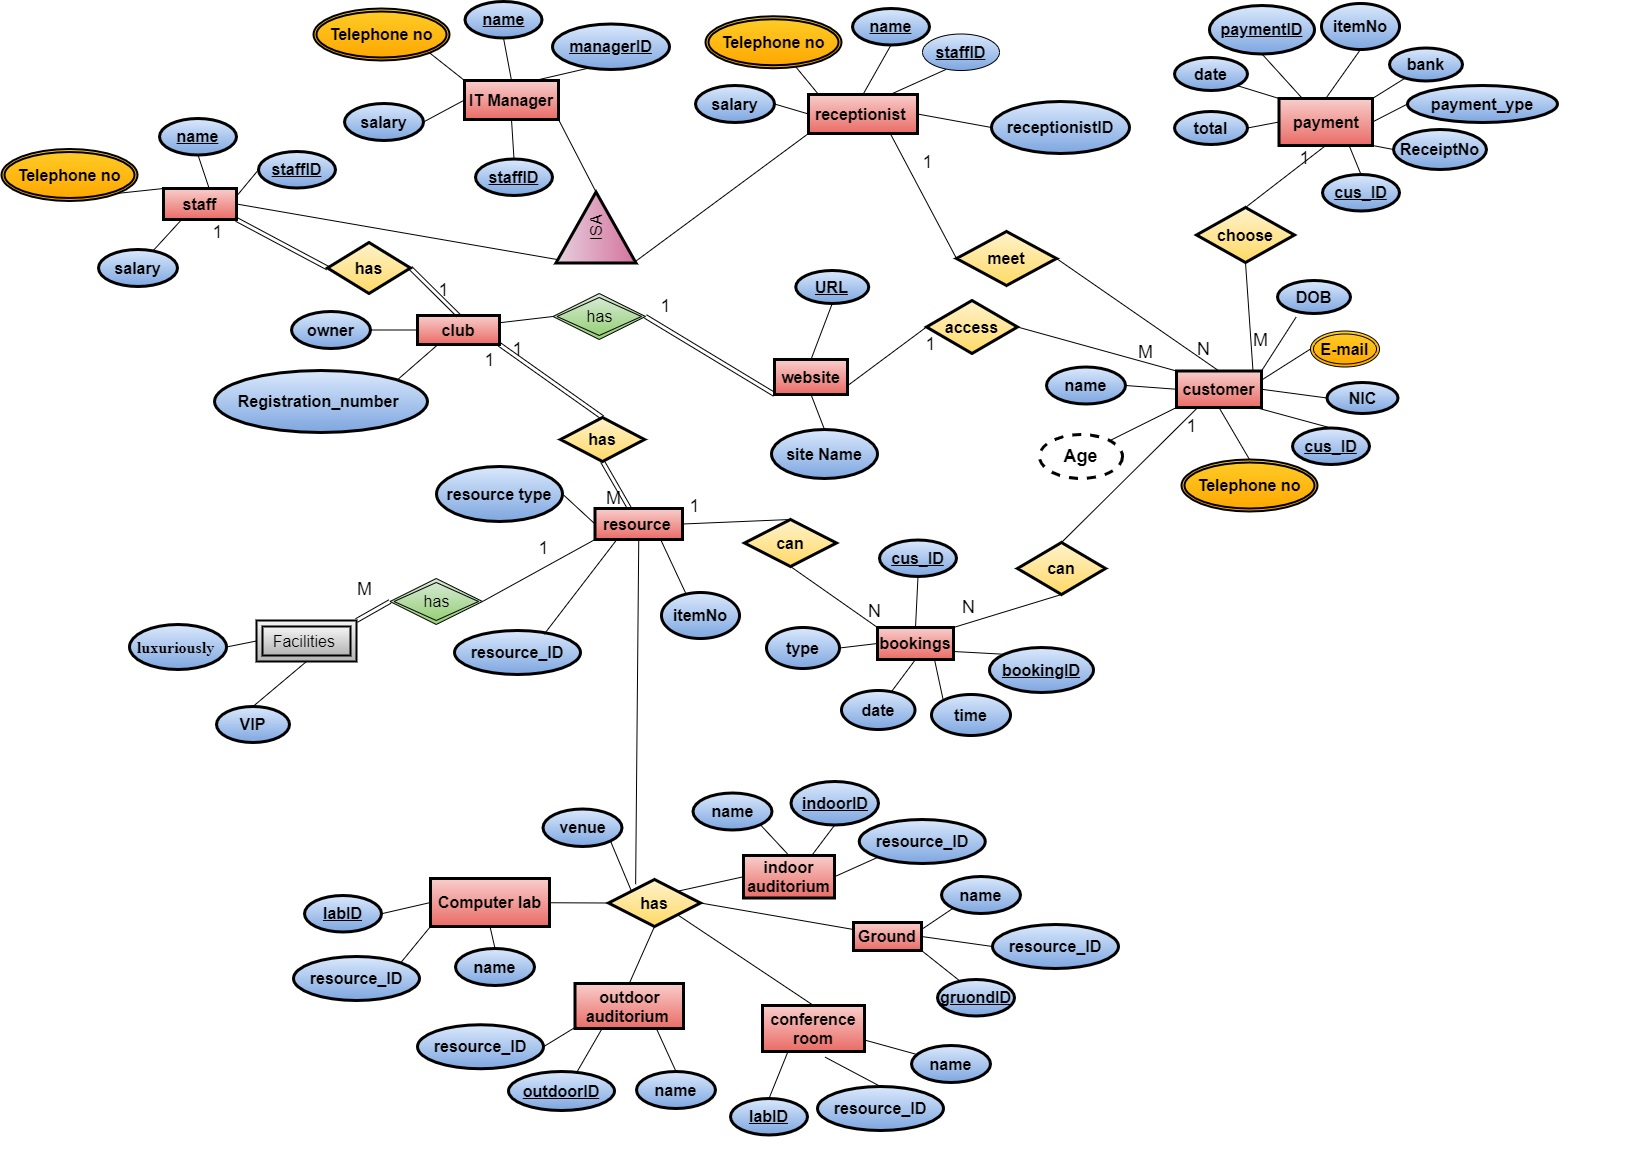 Telephone no
name
managerID
IT Manager
salary
staffID
Telephone no
name
staffID
salary
receptionist
receptionistID
paymentID
itemNo
date
bank
payment_ype
total
payment
ReceiptNo
cus_ID
1
choose
M
name
Telephone no
staffID
staff
salary
1
ISA
1
meet
N
has
1
owner
club
Registration_number
has
1
URL
website
site Name
access
1
M
DOB
E-mail
name
customer
NIC
cus_ID
Age
Telephone no
1
1
1
has
M
resource type
resource
1
1
can
N
can
N
cus_ID
M
has
Facilities
luxuriously
VIP
resource_ID
itemNo
type
bookings
bookingID
date
time
venue
name
indoorID
resource_ID
indoor
auditorium
labID
Computer lab
has
resource_ID
name
name
Ground
resource_ID
gruondID
outdoor
auditorium
resource_ID
outdoorID
name
conference
room
name
labID
resource_ID